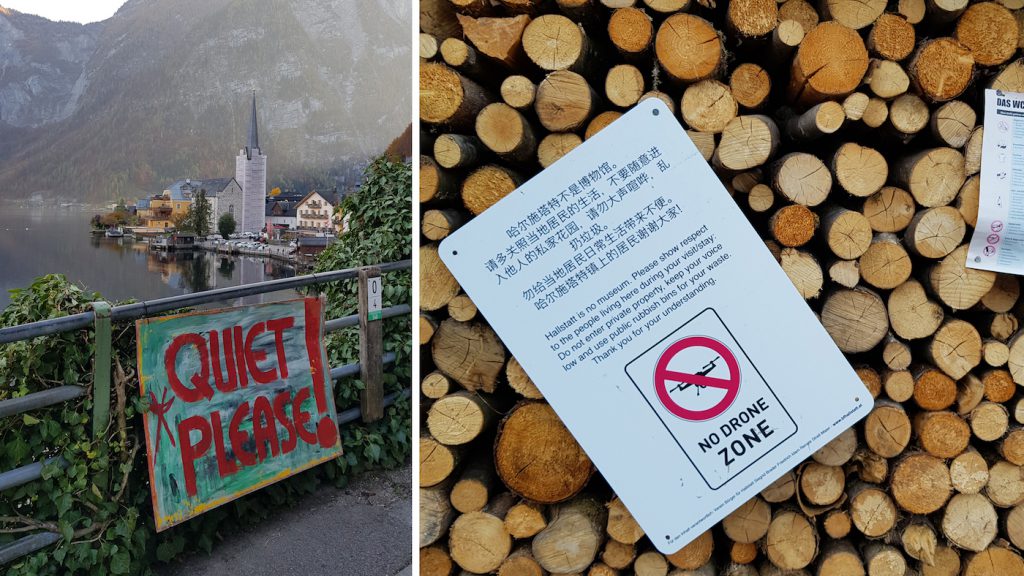 QUIET
PLEASE!
04
哈尔施塔特不是博物馆。
请多关照当地居民的生活，不要随意进
入他人的私家花园，请勿大声喧哗，乱
扔垃圾。
勿给当地居民日常生活带来不便。
哈尔施塔特镇上的居民谢谢大家！
Hallstatt is no museum. Please show respect
to the people living here during your visit/stay:
Do not enter private property, keep your voice
low and use public rubbish bins for your waste.
Thank you for your understanding.
NO DRONE
ZONE
DAS WC